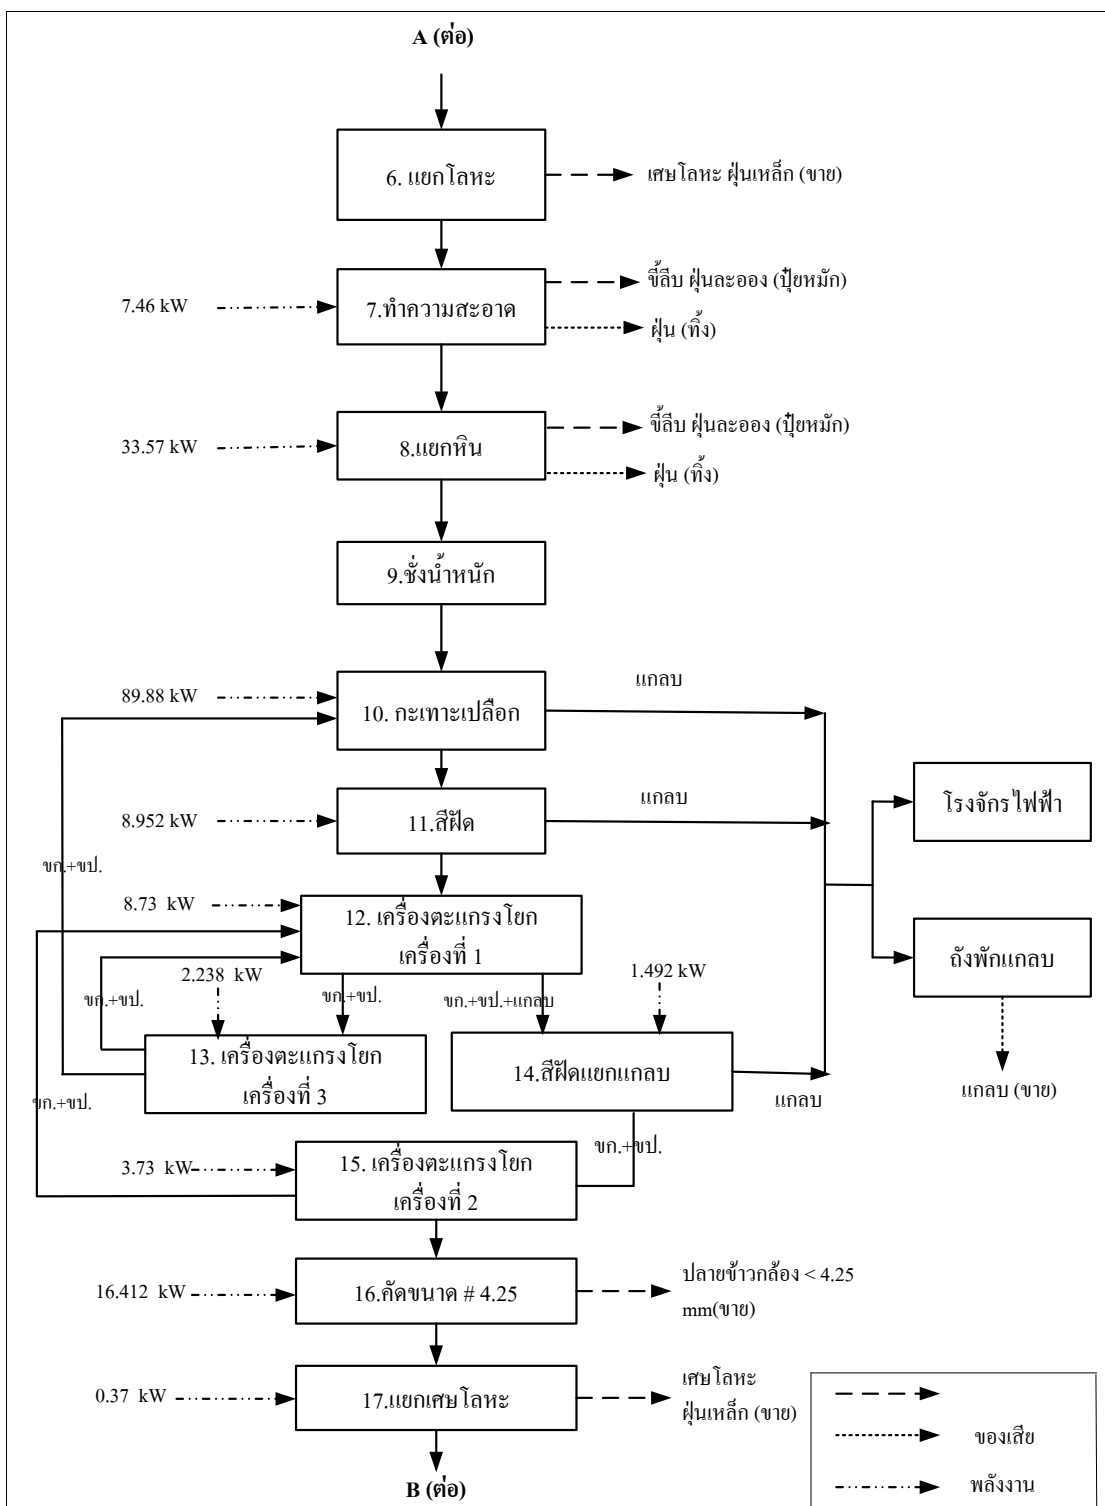 A (ต่อ)
6. แยกโลหะ
เศษโลหะ ฝุ่นเหล็ก (ขาย)
7.46 kW
7.ทำความสะอาด
ขี้ลีบ ฝุ่นละออง (ปุ๋ยหมัก)
ฝุ่น (ทิ้ง)
33.57 kW
8.แยกหิน
ขี้ลีบ ฝุ่นละออง (ปุ๋ยหมัก)
ฝุ่น (ทิ้ง)
9.ชั่งน้ำหนัก
89.88 kW
10. กะเทาะเปลือก
แกลบ
8.952 kW
11.สีฝัด
แกลบ
โรงจักรไฟฟ้า
ขก.+ขป.
8.73 kW
12. เครื่องตะแกรงโยก
เครื่องที่ 1
ถังพักแกลบ
2.238 kW
1.492 kW
ขก.+ขป.
ขก.+ขป.
ขก.+ขป.+แกลบ
13. เครื่องตะแกรงโยก
เครื่องที่ 3
14.สีฝัดแยกแกลบ
แกลบ
แกลบ (ขาย)
ขก.+ขป.
ขก.+ขป.
3.73 kW
15. เครื่องตะแกรงโยก
เครื่องที่ 2
16.412 kW
16.คัดขนาด # 4.25
ปลายข้าวกล้อง < 4.25
mm(ขาย)
0.37 kW
17.แยกเศษโลหะ
เศษโลหะ
ฝุ่นเหล็ก (ขาย)
B (ต่อ)
ของเสีย
พลังงาน